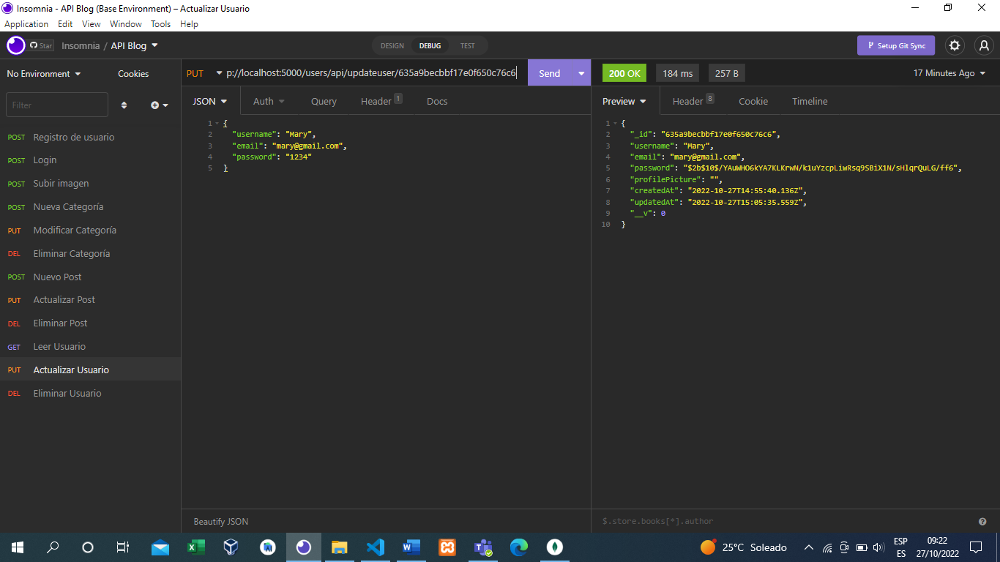 Insomnia - API Blog (Base Environment) – Actualizar Usuario
Application Edit View Window Tools Help
Star Insomnia / API Blog DESIGN DEBUG TEST Setup Git Sync
No Environment Cookies
Filter
POST Registro de usuario
POST Login
POST Subir imagen
POST Nueva Categoría
PUT Modificar Categoría
DEL Eliminar Categoría
POST Nuevo Post
PUT Actualizar Post
DEL Eliminar Post
GET Leer Usuario
PUT Actualizar Usuario
DEL Eliminar Usuario
PUT p://localhost:5000/users/api/updateuser/635a9becbbf17e0f650c76c6 Send
JSON Auth Query Header 1 Docs
1 {
2 "username": "Mary",
3 "email": "mary@gmail.com",
4 "password": "1234"
5 }
Beautify JSON
200 OK 184 ms 257 B 17 Minutes Ago
Preview Header 8 Cookie Timeline
1 {
2 "_id": "635a9becbbf17e0f650c76c6",
3 "username": "Mary",
4 "email": "mary@gmail.com",
5 "password": "$2b$10$/YAuWHO6kYA7KLKrwN/k1uYzcpLiwRsq9SBiX1N/sHlqrQuLG/ff6",
6 "profilePicture": "",
7 "createdAt": "2022-10-27T14:55:40.136Z",
8 "updatedAt": "2022-10-27T15:05:35.559Z",
9 "__v": 0
10 }
$.store.books[*].author
25°C Soleado
ESP
ES
09:22
27/10/2022